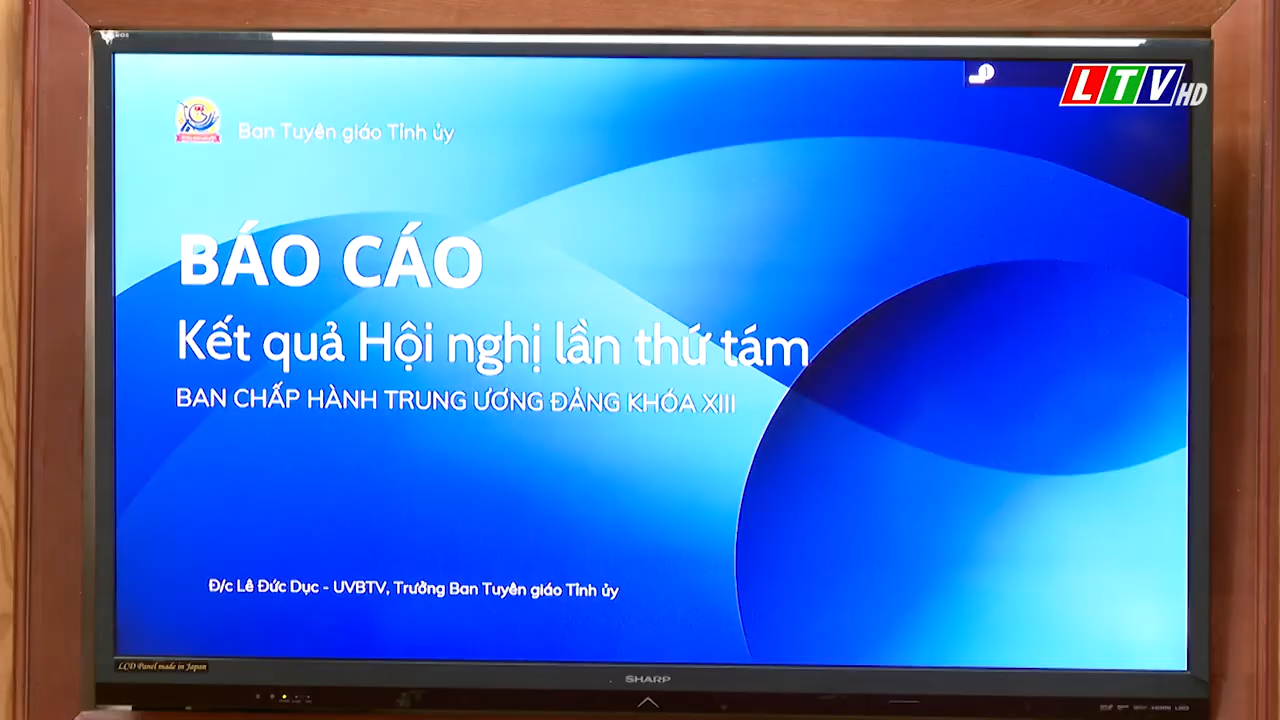 LTV HD
Ban Tuyên giáo Tỉnh ủy
BÁO CÁO
Kết quả Hội nghị lần thứ tám
BAN CHẤP HÀNH TRUNG ƯƠNG ĐẢNG KHÓA XIII
Đ/c Lê Đức Dục - UVBTV, Trưởng Ban Tuyên giáo Tỉnh ủy
LCD Panel made in Japan
SHARP